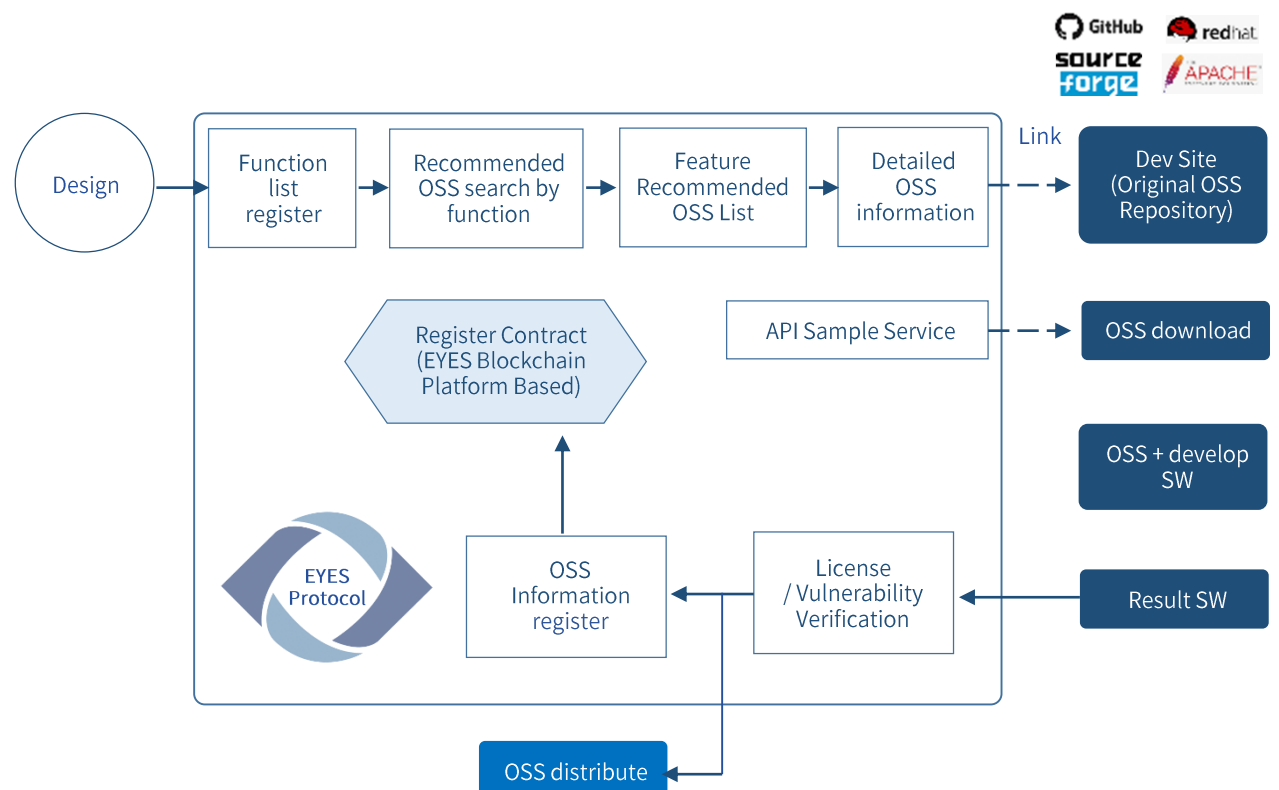 GitHub
redhat
source
forge
APACHE
Design
Function
list
register
Recommended
OSS search by
function
Feature
Recommended
OSS List
Detailed
OSS
information
Link
Dev Site
(Original OSS
Repository)
Register Contract
(EYES Blockchain
Platform Based)
API Sample Service
OSS download
OSS + develop
SW
EYES
Protocol
OSS
Information
register
License
/ Vulnerability
Verification
Result SW
OSS distribute